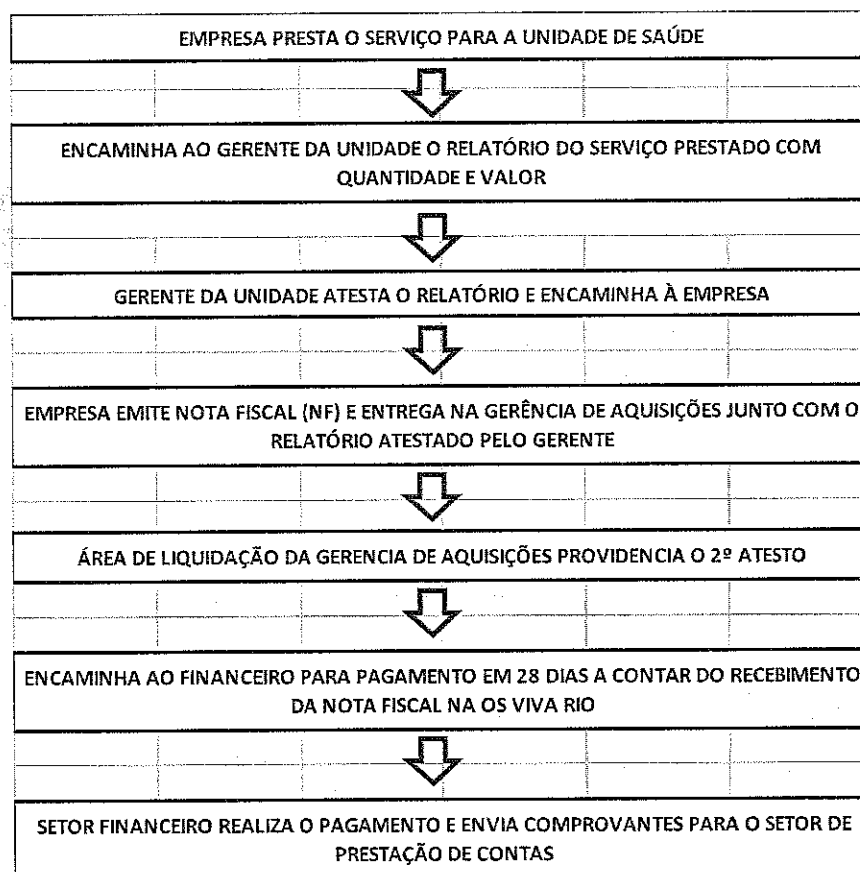 EMPRESA PRESTA O SERVIÇO PARA A UNIDADE DE SAÚDE
ENCAMINHA AO GERENTE DA UNIDADE O RELATÓRIO DO SERVIÇO PRESTADO COM
QUANTIDADE E VALOR
GERENTE DA UNIDADE ATESTA O RELATÓRIO E ENCAMINHA À EMPRESA
EMPRESA EMITE NOTA FISCAL (NF) E ENTREGA NA GERÊNCIA DE AQUISIÇÕES JUNTO COM O
RELATÓRIO ATESTADO PELO GERENTE
ÁREA DE LIQUIDAÇÃO DA GERENCIA DE AQUISIÇÕES PROVIDENCIA O 2º ATESTO
ENCAMINHA AO FINANCEIRO PARA PAGAMENTO EM 28 DIAS A CONTAR DO RECEBIMENTO
DA NOTA FISCAL NA OS VIVA RIO
SETOR FINANCEIRO REALIZA O PAGAMENTO E ENVIA COMPROVANTES PARA O SETOR DE
PRESTAÇÃO DE CONTAS